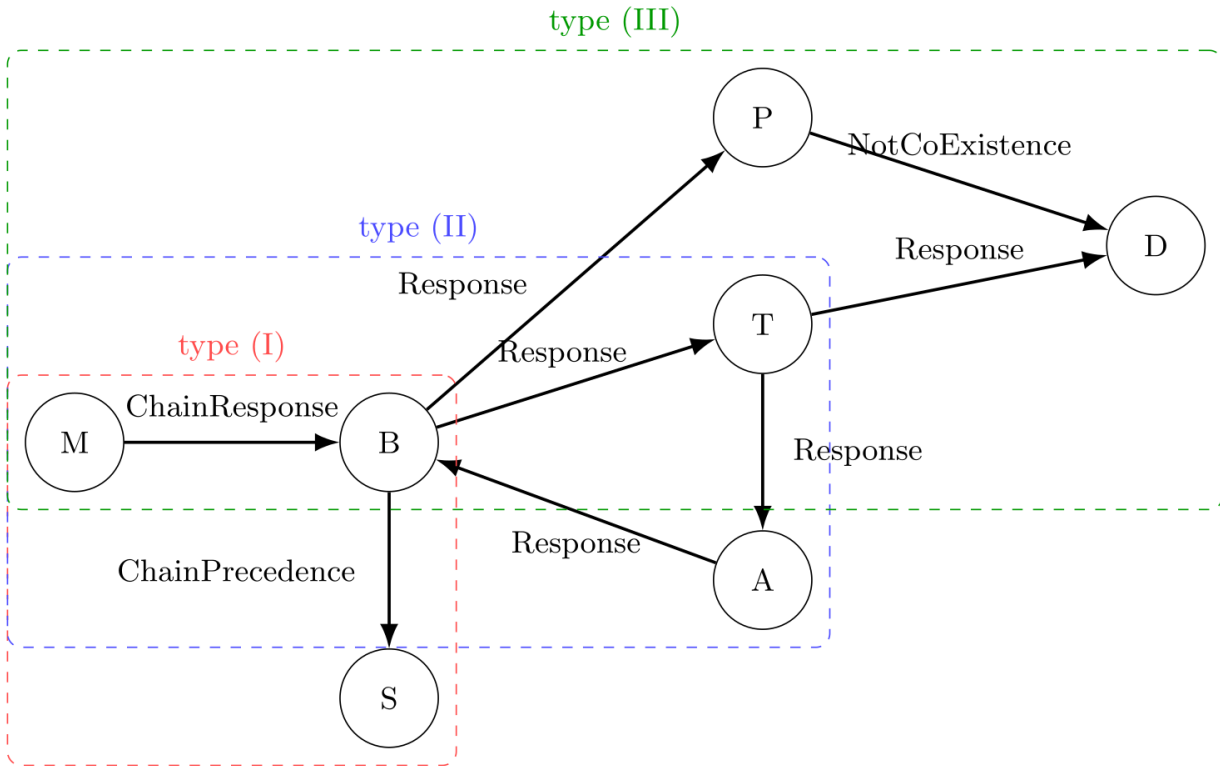 type (III)
P
NotCoExistence
type (II)
D
Response
Response
T
Response
type (I)
ChainResponse
M
B
Response
Response
ChainPrecedence
A
S